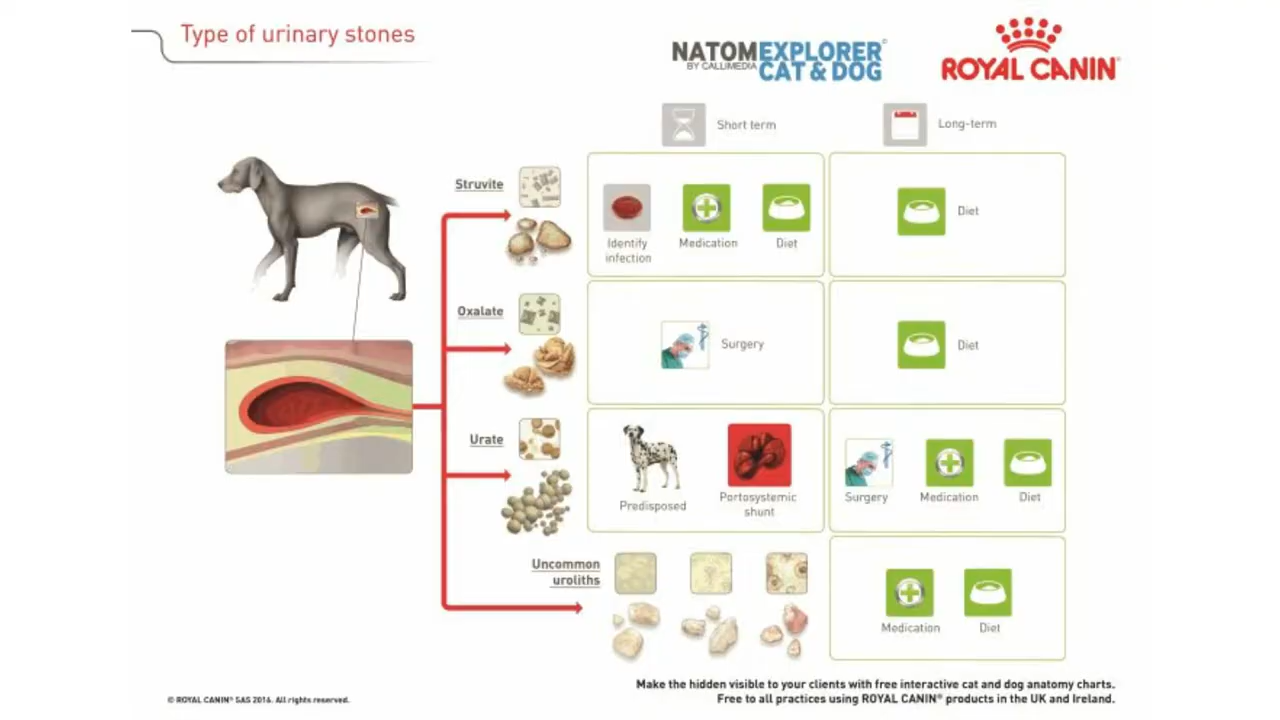 Type of urinary stones
NATOMEXPLORER©
BY CALLIMEDIA CAT & DOG
ROYAL CANIN®
Short term
Long-term
Struvite
Identify
infection
Medication
Diet
Diet
Oxalate
Surgery
Diet
Urate
Predisposed
Portosystemic
shunt
Surgery
Medication
Diet
Uncommon
uroliths
Medication
Diet
Make the hidden visible to your clients with free interactive cat and dog anatomy charts.
Free to all practices using ROYAL CANIN® products in the UK and Ireland.
© ROYAL CANIN® SAS 2016. All rights reserved.